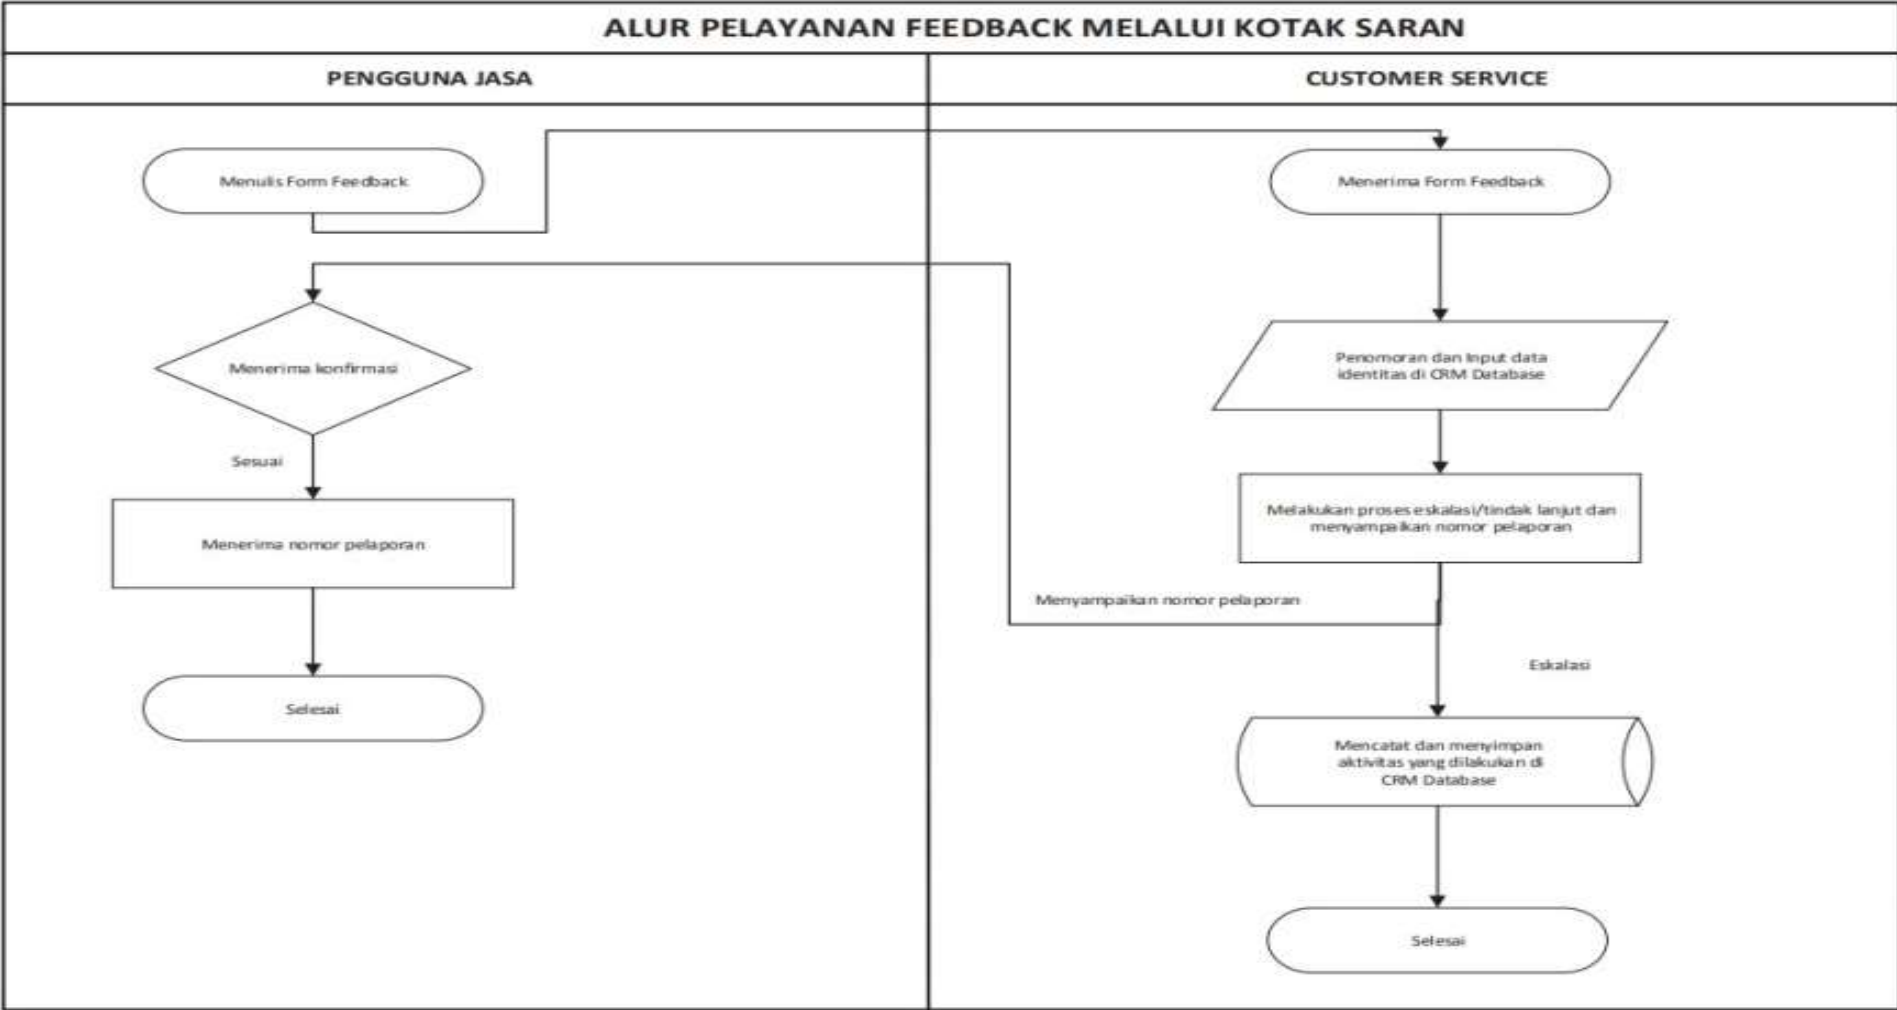 ALUR PELAYANAN FEEDBACK MELALUI KOTAK SARAN
PENGGUNA JASA
CUSTOMER SERVICE
Menulis Form Feedback
Menerima Form Feedback
Menerima konfirmasi
Penomoran dan Input data
identitas di CRM Database
Sesuai
Melakukan proses eskalasi/tindak lanjut dan
menyampaikan nomor pelaporan
Menerima nomor pelaporan
Menyampaikan nomor pelaporan
Eskalasi
Selesai
Mencatat dan menyimpan
aktivitas yang dilakukan di
CRM Database
Selesai